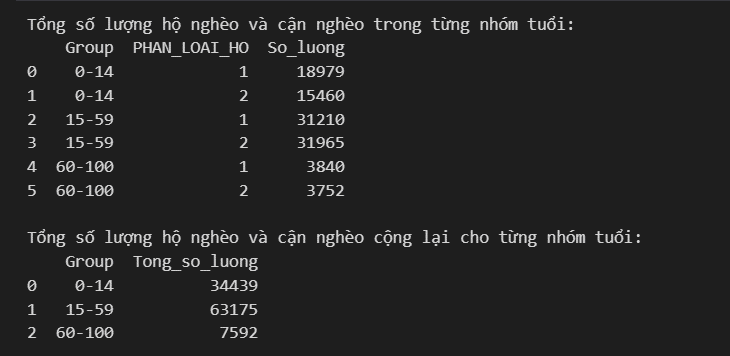 Tổng số lượng hộ nghèo và cận nghèo trong từng nhóm tuổi:
Group PHAN_LOAI_HO So_luong
0 0-14 1 18979
1 0-14 2 15460
2 15-59 1 31210
3 15-59 2 31965
4 60-100 1 3840
5 60-100 2 3752
Tổng số lượng hộ nghèo và cận nghèo cộng lại cho từng nhóm tuổi:
Group Tong_so_luong
0 0-14 34439
1 15-59 63175
2 60-100 7592